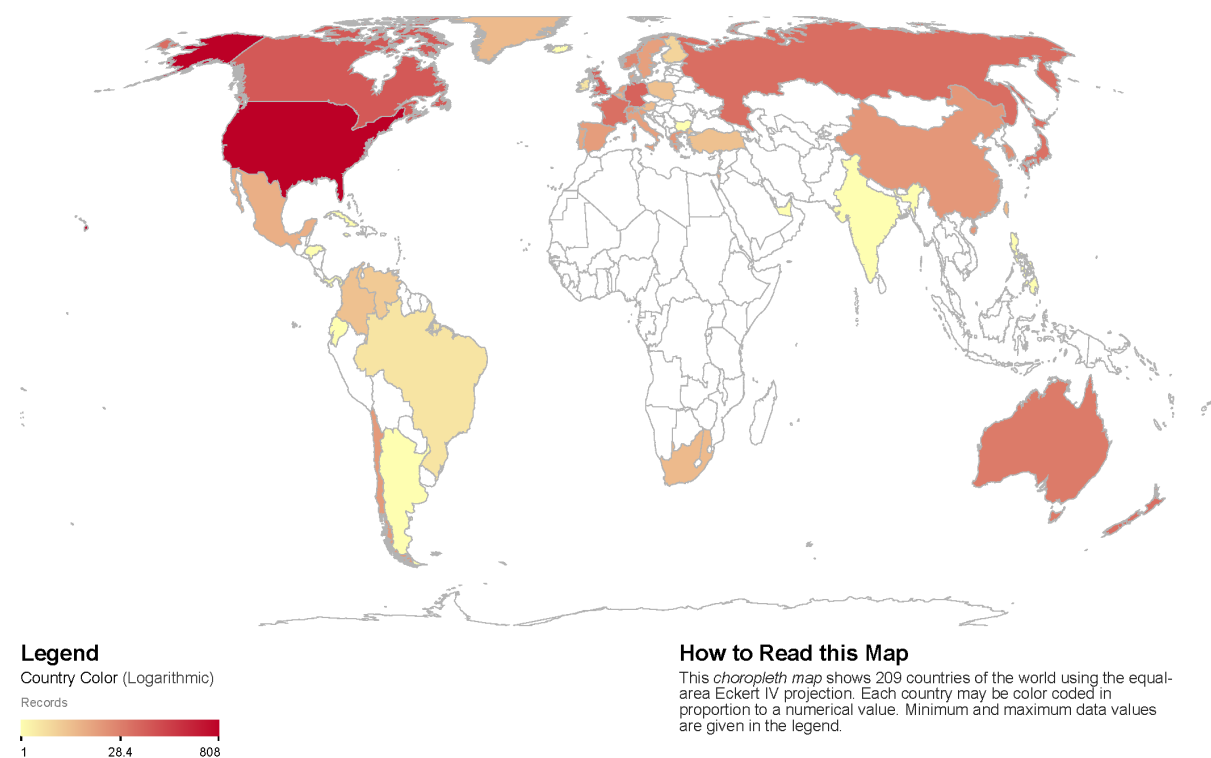 Legend
Country Color (Logarithmic)
Records
1 28.4 808
How to Read this Map
This choropleth map shows 209 countries of the world using the equal-
area Eckert IV projection. Each country may be color coded in
proportion to a numerical value. Minimum and maximum data values
are given in the legend.